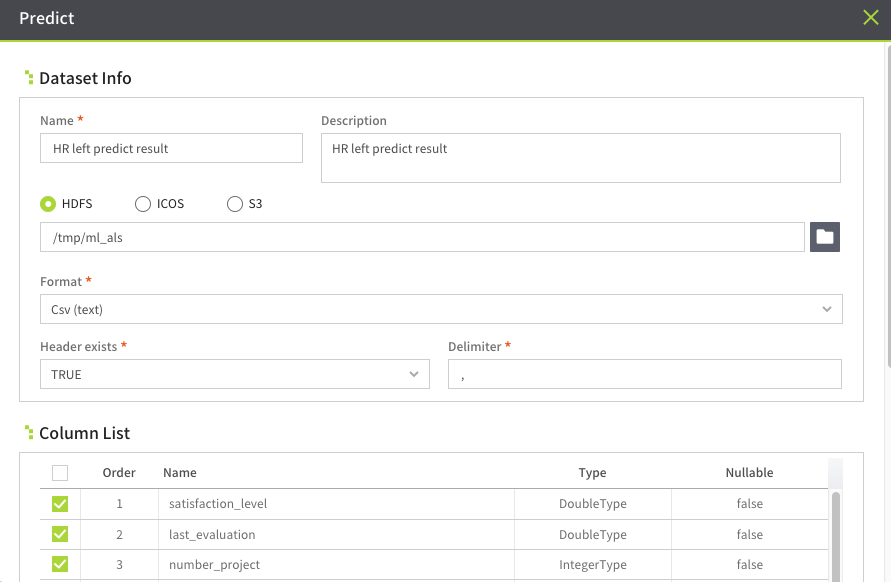 Predict
Dataset Info
Name * Description
HR left predict result HR left predict result
HDFS ICOS S3
/tmp/ml_als
Format *
Csv (text)
Header exists * Delimiter *
TRUE ,
Column List
Order Name Type Nullable
1 satisfaction_level DoubleType false
2 last_evaluation DoubleType false
3 number_project IntegerType false